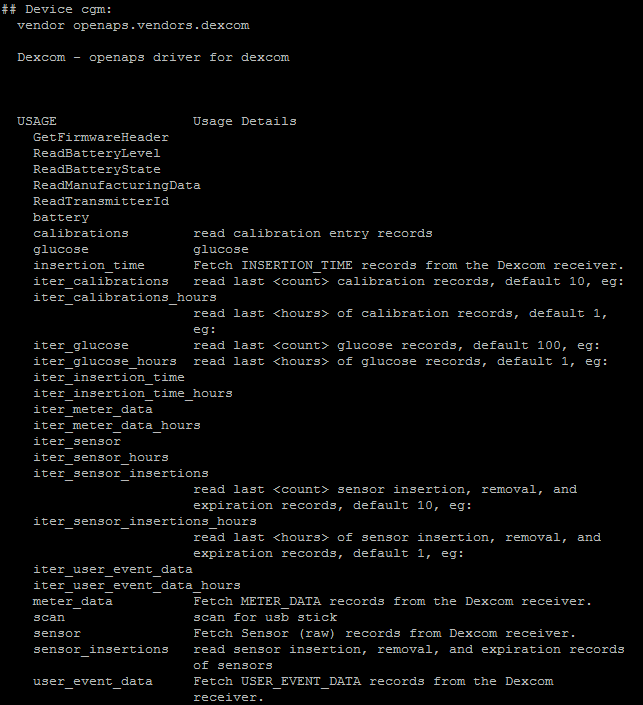 ## Device cgm:
vendor openaps.vendors.dexcom
Dexcom - openaps driver for dexcom
USAGE Usage Details
GetFirmwareHeader
ReadBatteryLevel
ReadBatteryState
ReadManufacturingData
ReadTransmitterId
battery
calibrations read calibration entry records
glucose glucose
insertion_time Fetch INSERTION_TIME records from the Dexcom receiver.
iter_calibrations read last <count> calibration records, default 10, eg:
iter_calibrations_hours
read last <hours> of calibration records, default 1,
eg:
iter_glucose read last <count> glucose records, default 100, eg:
iter_glucose_hours read last <hours> of glucose records, default 1, eg:
iter_insertion_time
iter_insertion_time_hours
iter_meter_data
iter_meter_data_hours
iter_sensor
iter_sensor_hours
iter_sensor_insertions
read last <count> sensor insertion, removal, and
expiration records, default 10, eg:
iter_sensor_insertions_hours
read last <hours> of sensor insertion, removal, and
expiration records, default 1, eg:
iter_user_event_data
iter_user_event_data_hours
meter_data Fetch METER_DATA records from the Dexcom receiver.
scan scan for usb stick
sensor Fetch Sensor (raw) records from Dexcom receiver.
sensor_insertions read sensor insertion, removal, and expiration records
of sensors
user_event_data Fetch USER_EVENT_DATA records from the Dexcom
receiver.